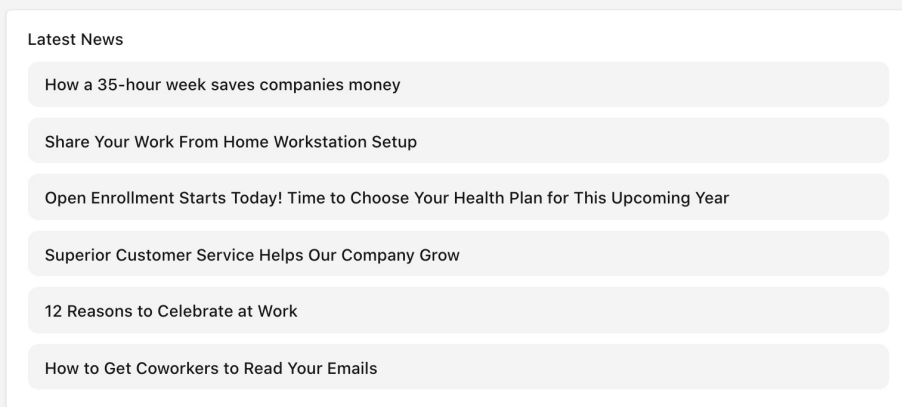 Latest News
How a 35-hour week saves companies money
Share Your Work From Home Workstation Setup
Open Enrollment Starts Today! Time to Choose Your Health Plan for This Upcoming Year
Superior Customer Service Helps Our Company Grow
12 Reasons to Celebrate at Work
How to Get Coworkers to Read Your Emails